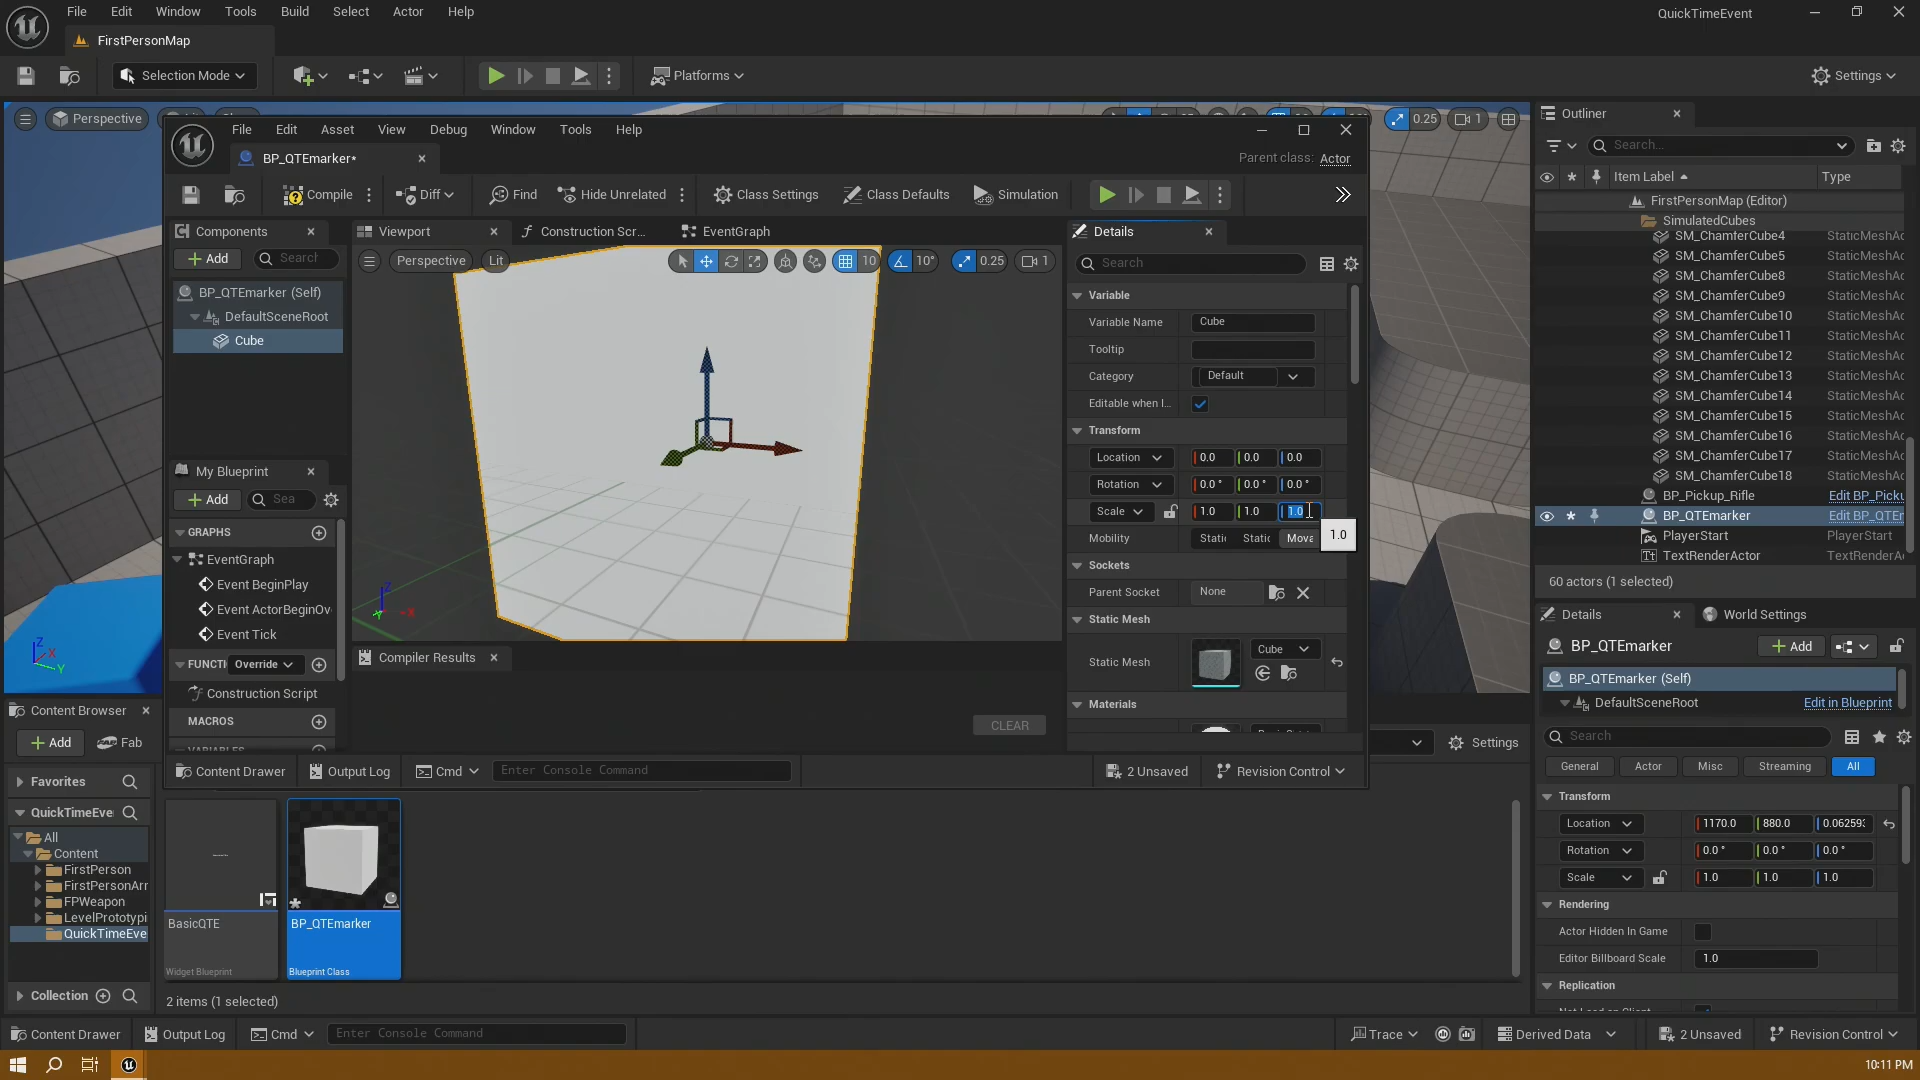 File Edit Window Tools Build Select Actor Help
QuickTimeEvent
FirstPersonMap
Selection Mode
Platforms
Settings
Perspective
0.25
1
File Edit Asset View Debug Window Tools Help
BP_QTEmarker*
Parent class: Actor
Compile
Diff
Find
Hide Unrelated
Class Settings
Class Defaults
Simulation
Components
Add
Search
BP_QTEmarker (Self)
DefaultSceneRoot
Cube
My Blueprint
Add
Sea
GRAPHS
EventGraph
Event BeginPlay
Event ActorBeginOv
Event Tick
FUNCTI Override
Construction Script
MACROS
VARIABLES
Viewport
Construction Scr...
EventGraph
Perspective
Lit
10
10°
0.25
1
Z
X
Y
Compiler Results
CLEAR
Details
Search
Variable
Variable Name Cube
Tooltip
Category Default
Editable when I...
Transform
Location 0.0 0.0 0.0
Rotation 0.0° 0.0° 0.0°
Scale 1.0 1.0 1.0
1.0
Mobility Static Static Mova
Sockets
Parent Socket None
Static Mesh
Static Mesh Cube
Materials
Content Drawer
Output Log
Cmd
Enter Console Command
2 Unsaved
Revision Control
Z
X
Y
Outliner
Search...
Item Label Type
FirstPersonMap (Editor)
SimulatedCubes
SM_ChamferCube4 StaticMeshAc
SM_ChamferCube5 StaticMeshAc
SM_ChamferCube8 StaticMeshAc
SM_ChamferCube9 StaticMeshAc
SM_ChamferCube10 StaticMeshAc
SM_ChamferCube11 StaticMeshAc
SM_ChamferCube12 StaticMeshAc
SM_ChamferCube13 StaticMeshAc
SM_ChamferCube14 StaticMeshAc
SM_ChamferCube15 StaticMeshAc
SM_ChamferCube16 StaticMeshAc
SM_ChamferCube17 StaticMeshAc
SM_ChamferCube18 StaticMeshAc
BP_Pickup_Rifle Edit BP_Picku
BP_QTEmarker Edit BP_QTEr
PlayerStart PlayerStart
TextRenderActor TextRenderAc
60 actors (1 selected)
Details
World Settings
BP_QTEmarker
Add
BP_QTEmarker (Self)
DefaultSceneRoot Edit in Blueprint
Search
General Actor Misc Streaming All
Transform
Location 1170.0 880.0 0.06259
Rotation 0.0° 0.0° 0.0°
Scale 1.0 1.0 1.0
Rendering
Actor Hidden In Game
Editor Billboard Scale 1.0
Replication
Net Load on Client
Content Browser
Add
Fab
Settings
Favorites
QuickTimeEve
All
Content
FirstPerson
FirstPersonArr
FPWeapon
LevelPrototypi
QuickTimeEve
Collection
BasicQTE
Widget Blueprint
BP_QTEmarker
Blueprint Class
2 items (1 selected)
Content Drawer
Output Log
Cmd
Enter Console Command
Trace
Derived Data
2 Unsaved
Revision Control
10:11 PM